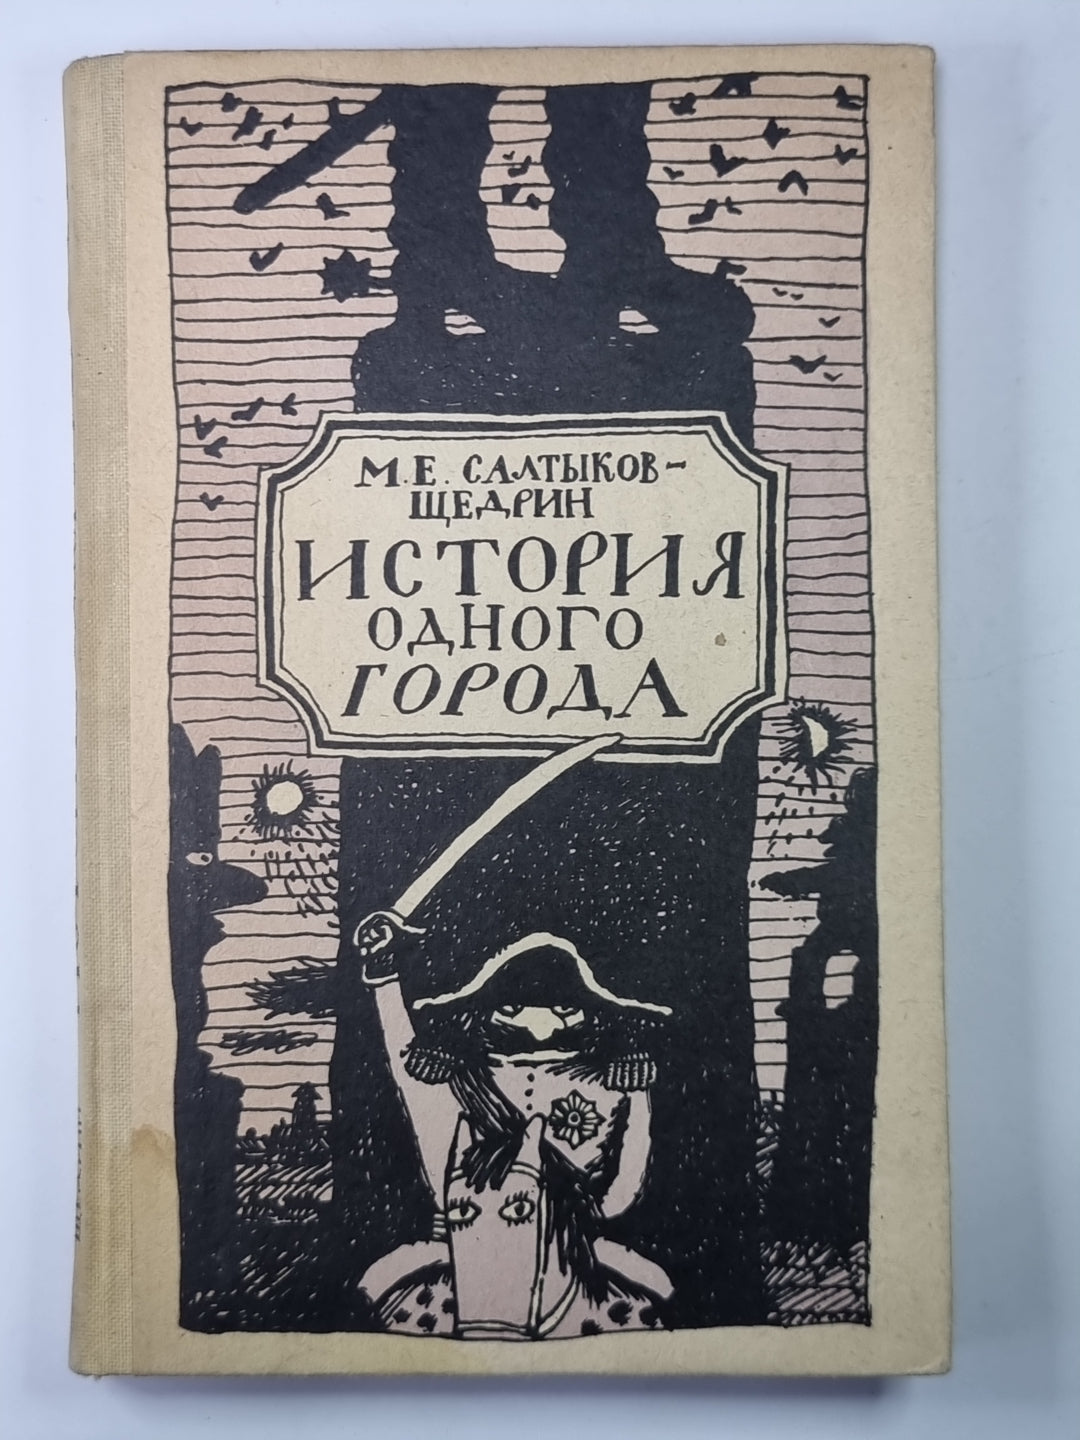 М. Е. САЛТЫКОВ-
ЩЕДРИН
ИСТОРИЯ
ОДНОГО
ГОРОДА